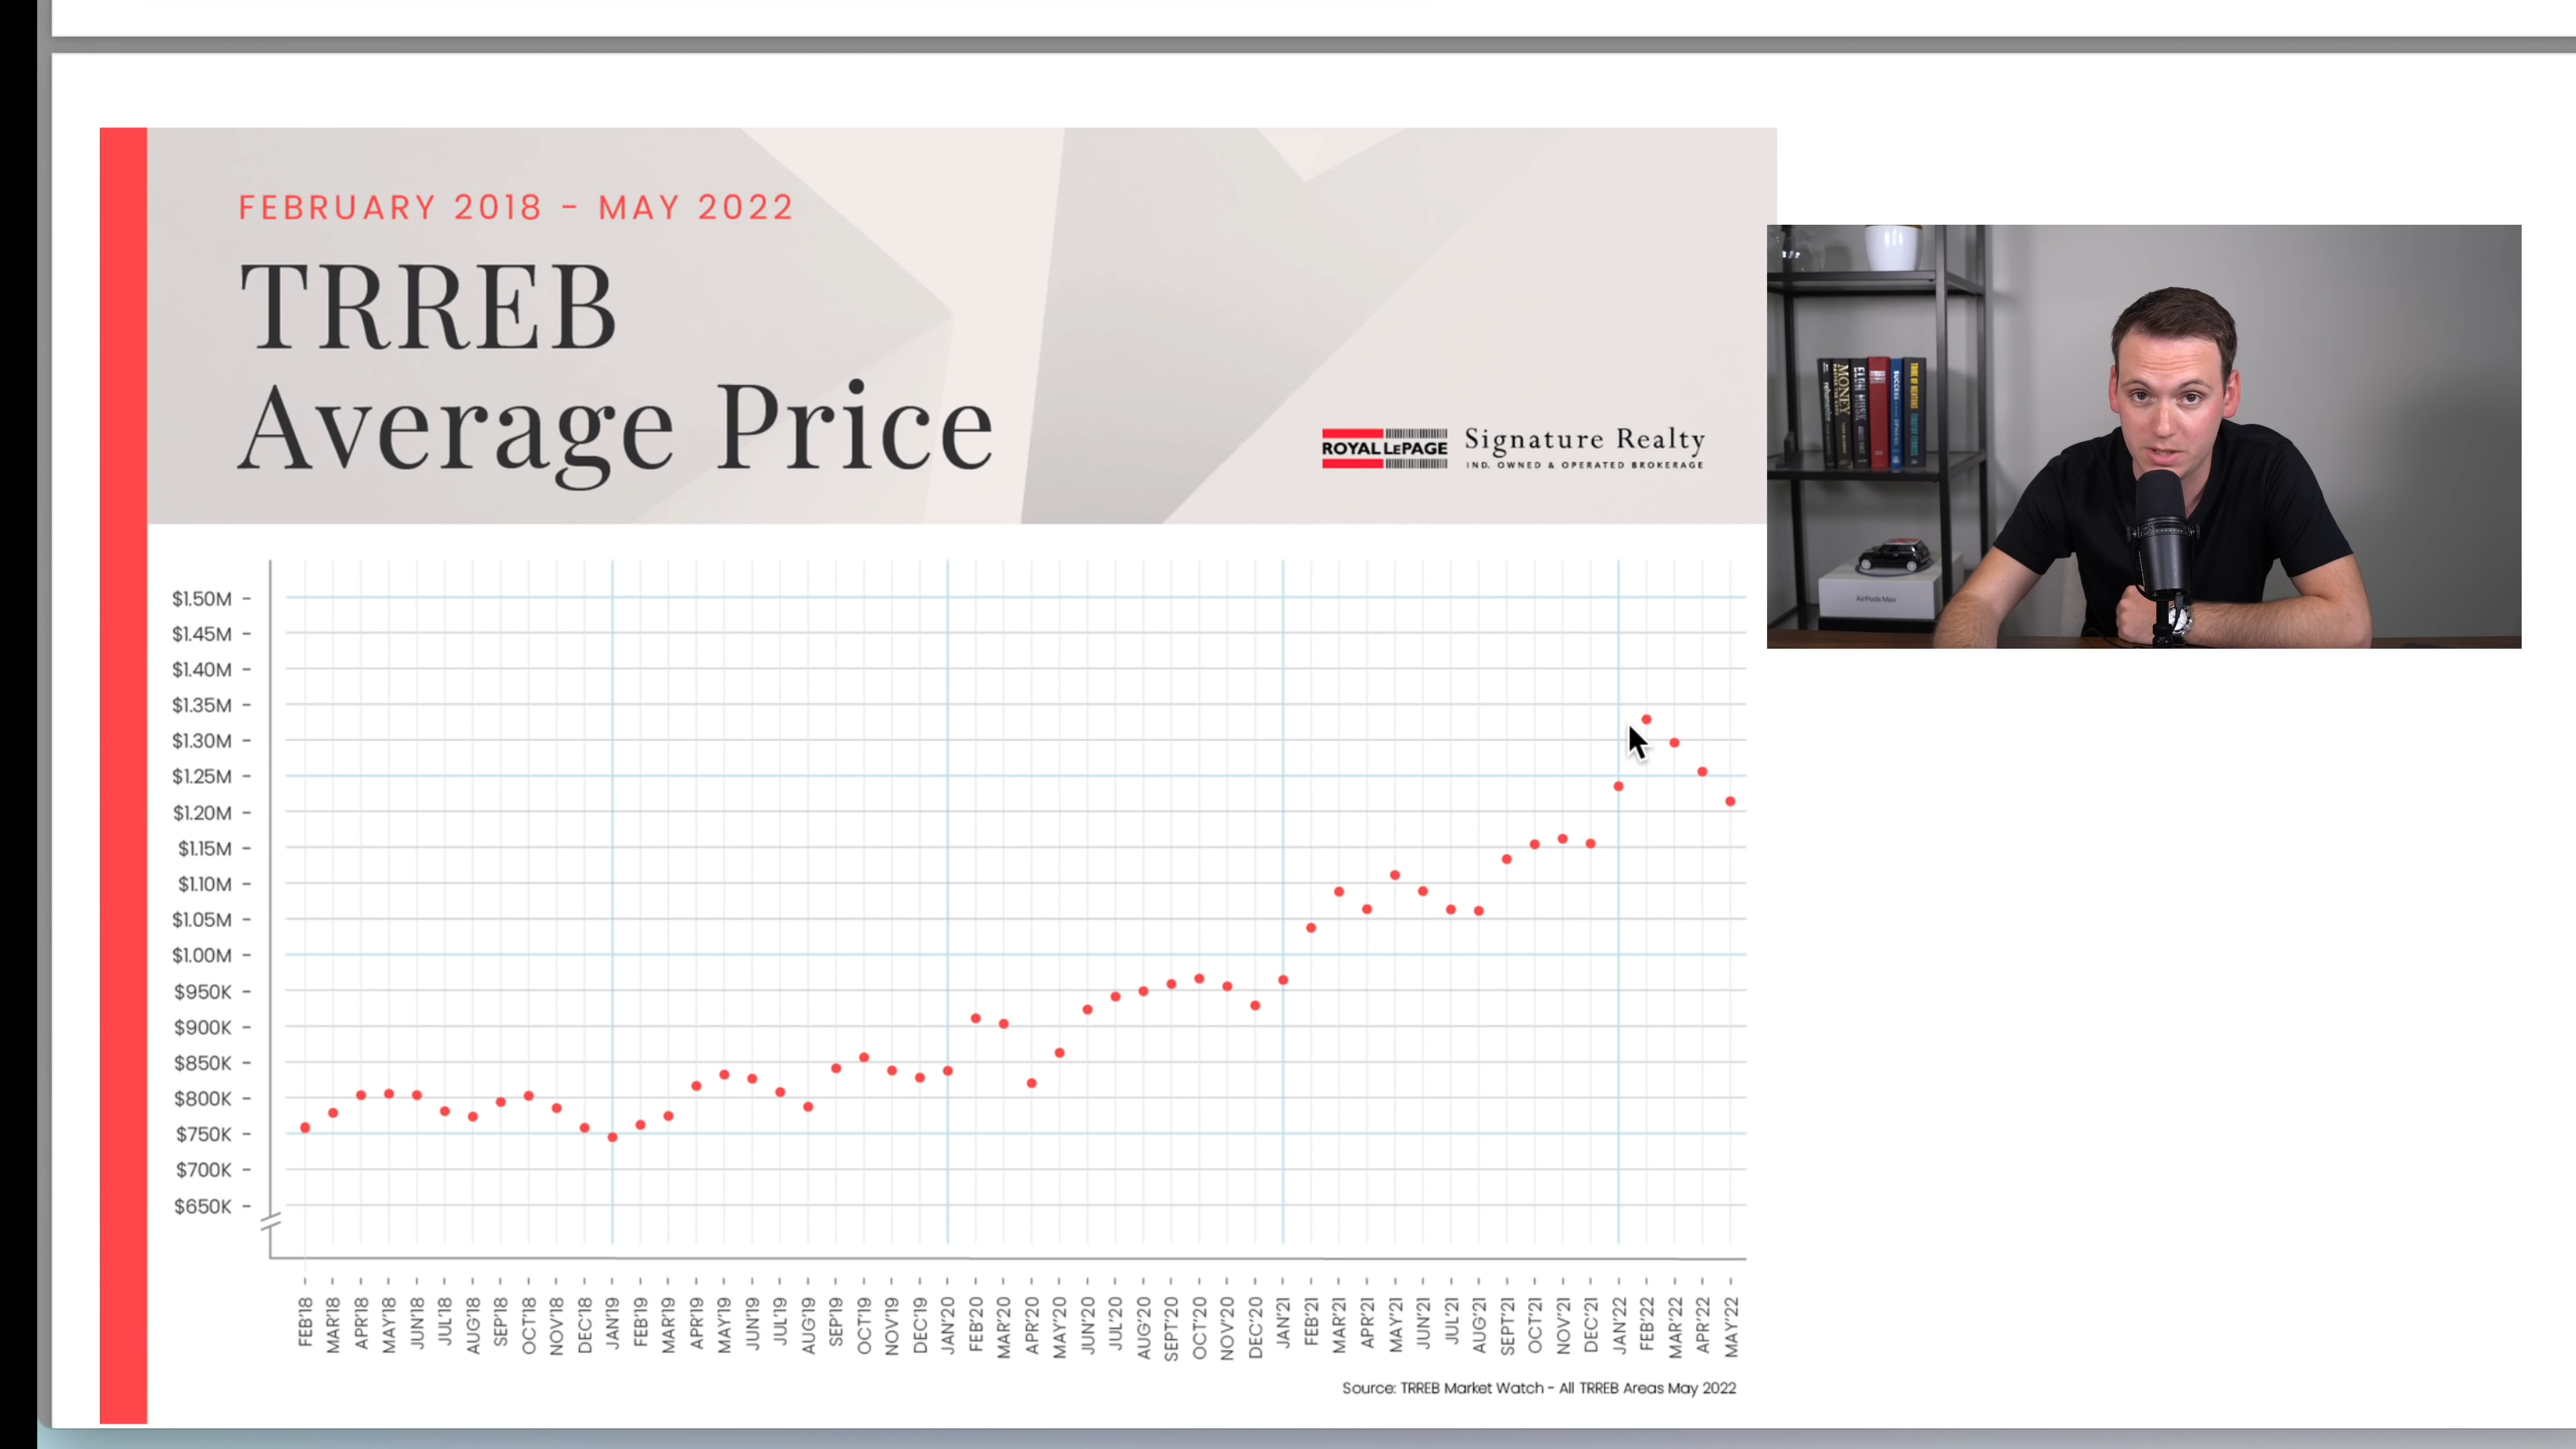 FEBRUARY 2018 - MAY 2022
TRREB
Average Price
ROYAL LEPAGE
Signature Realty
IND. OWNED & OPERATED BROKERAGE
$1.50M
$1.45M
$1.40M
$1.35M
$1.30M
$1.25M
$1.20M
$1.15M
$1.10M
$1.05M
$1.00M
$950K
$900K
$850K
$800K
$750K
$700K
$650K
FEB'18
MAR'18
APR'18
MAY'18
JUN'18
JUL'18
AUG'18
SEP'18
OCT'18
NOV'18
DEC'18
JAN'19
FEB'19
MAR'19
APR'19
MAY'19
JUN'19
JUL'19
AUG'19
SEP'19
OCT'19
NOV'19
DEC'19
JAN'20
FEB'20
MAR'20
APR'20
MAY'20
JUN'20
JUL'20
AUG'20
SEPT'20
OCT'20
NOV'20
DEC'20
JAN'21
FEB'21
MAR'21
APR'21
MAY'21
JUN'21
JUL'21
AUG'21
SEPT'21
OCT'21
NOV'21
DEC'21
JAN'22
FEB'22
MAR'22
APR'22
MAY'22
Source: TRREB Market Watch - All TRREB Areas May 2022
MONEY
ELON MUSK
SUCCESS
AirPods Max